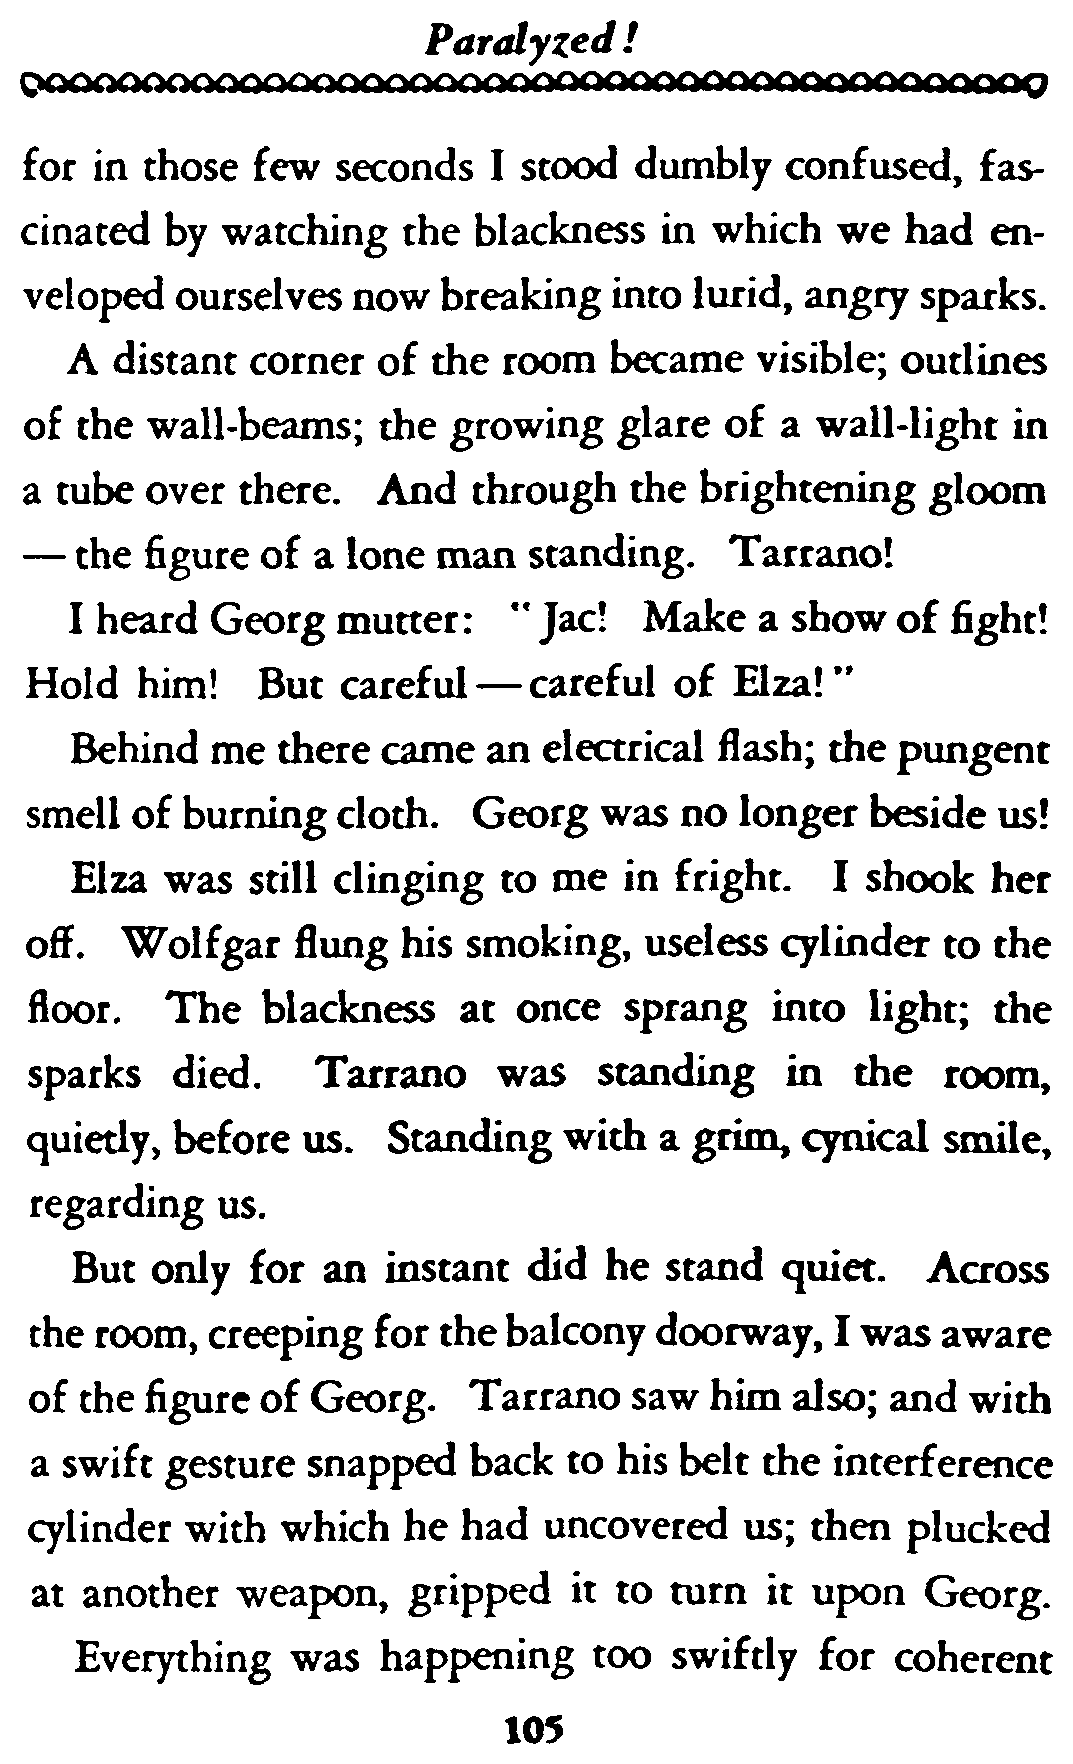 Paralyzed!
for in those few seconds I stood dumbly confused, fas-
cinated by watching the blackness in which we had en-
veloped ourselves now breaking into lurid, angry sparks.
A distant corner of the room became visible; outlines
of the wall-beams; the growing glare of a wall-light in
a tube over there. And through the brightening gloom
— the figure of a lone man standing. Tarrano!
I heard Georg mutter: "Jac! Make a show of fight!
Hold him! But careful — careful of Elza!"
Behind me there came an electrical flash; the pungent
smell of burning cloth. Georg was no longer beside us!
Elza was still clinging to me in fright. I shook her
off. Wolfgar flung his smoking, useless cylinder to the
floor. The blackness at once sprang into light; the
sparks died. Tarrano was standing in the room,
quietly, before us. Standing with a grim, cynical smile,
regarding us.
But only for an instant did he stand quiet. Across
the room, creeping for the balcony doorway, I was aware
of the figure of Georg. Tarrano saw him also; and with
a swift gesture snapped back to his belt the interference
cylinder with which he had uncovered us; then plucked
at another weapon, gripped it to turn it upon Georg.
Everything was happening too swiftly for coherent
105